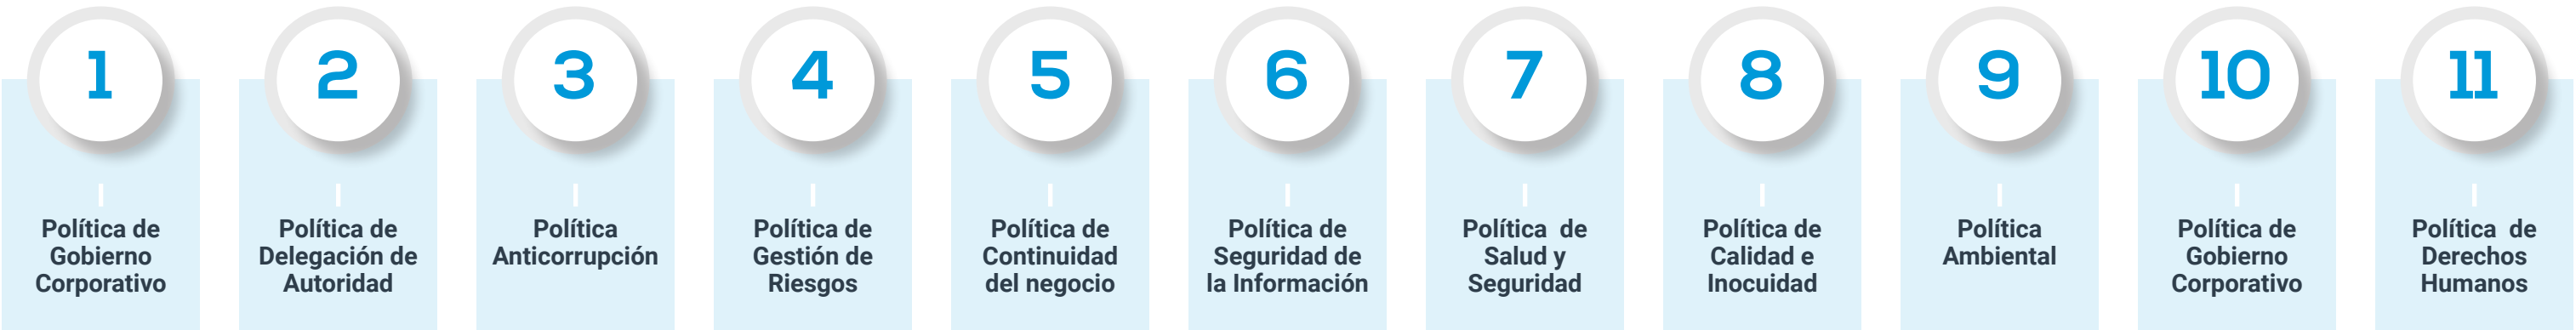 1
Política de
Gobierno
Corporativo
2
Política de
Delegación de
Autoridad
3
Política
Anticorrupción
4
Política de
Gestión de
Riesgos
5
Política de
Continuidad
del negocio
6
Política de
Seguridad de
la Información
7
Política  de
Salud y
Seguridad
8
Política de
Calidad e
Inocuidad
9
Política
Ambiental
10
Política de
Gobierno
Corporativo
11
Política  de
Derechos
Humanos